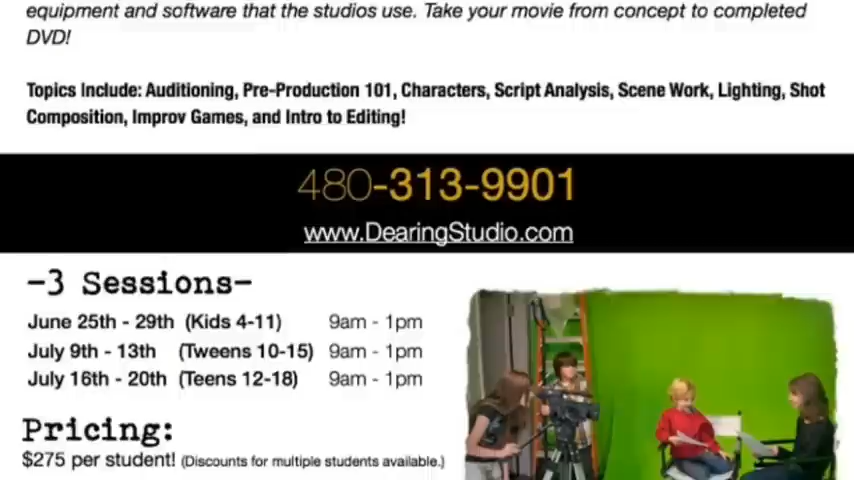 equipment and software that the studios use. Take your movie from concept to completed
DVD!
Topics Include: Auditioning, Pre-Production 101, Characters, Script Analysis, Scene Work, Lighting, Shot
Composition, Improv Games, and Intro to Editing!
480-313-9901
www.DearingStudio.com
-3 Sessions-
June 25th - 29th (Kids 4-11) 9am - 1pm
July 9th - 13th (Tweens 10-15) 9am - 1pm
July 16th - 20th (Teens 12-18) 9am - 1pm
Pricing:
$275 per student! (Discounts for multiple students available.)